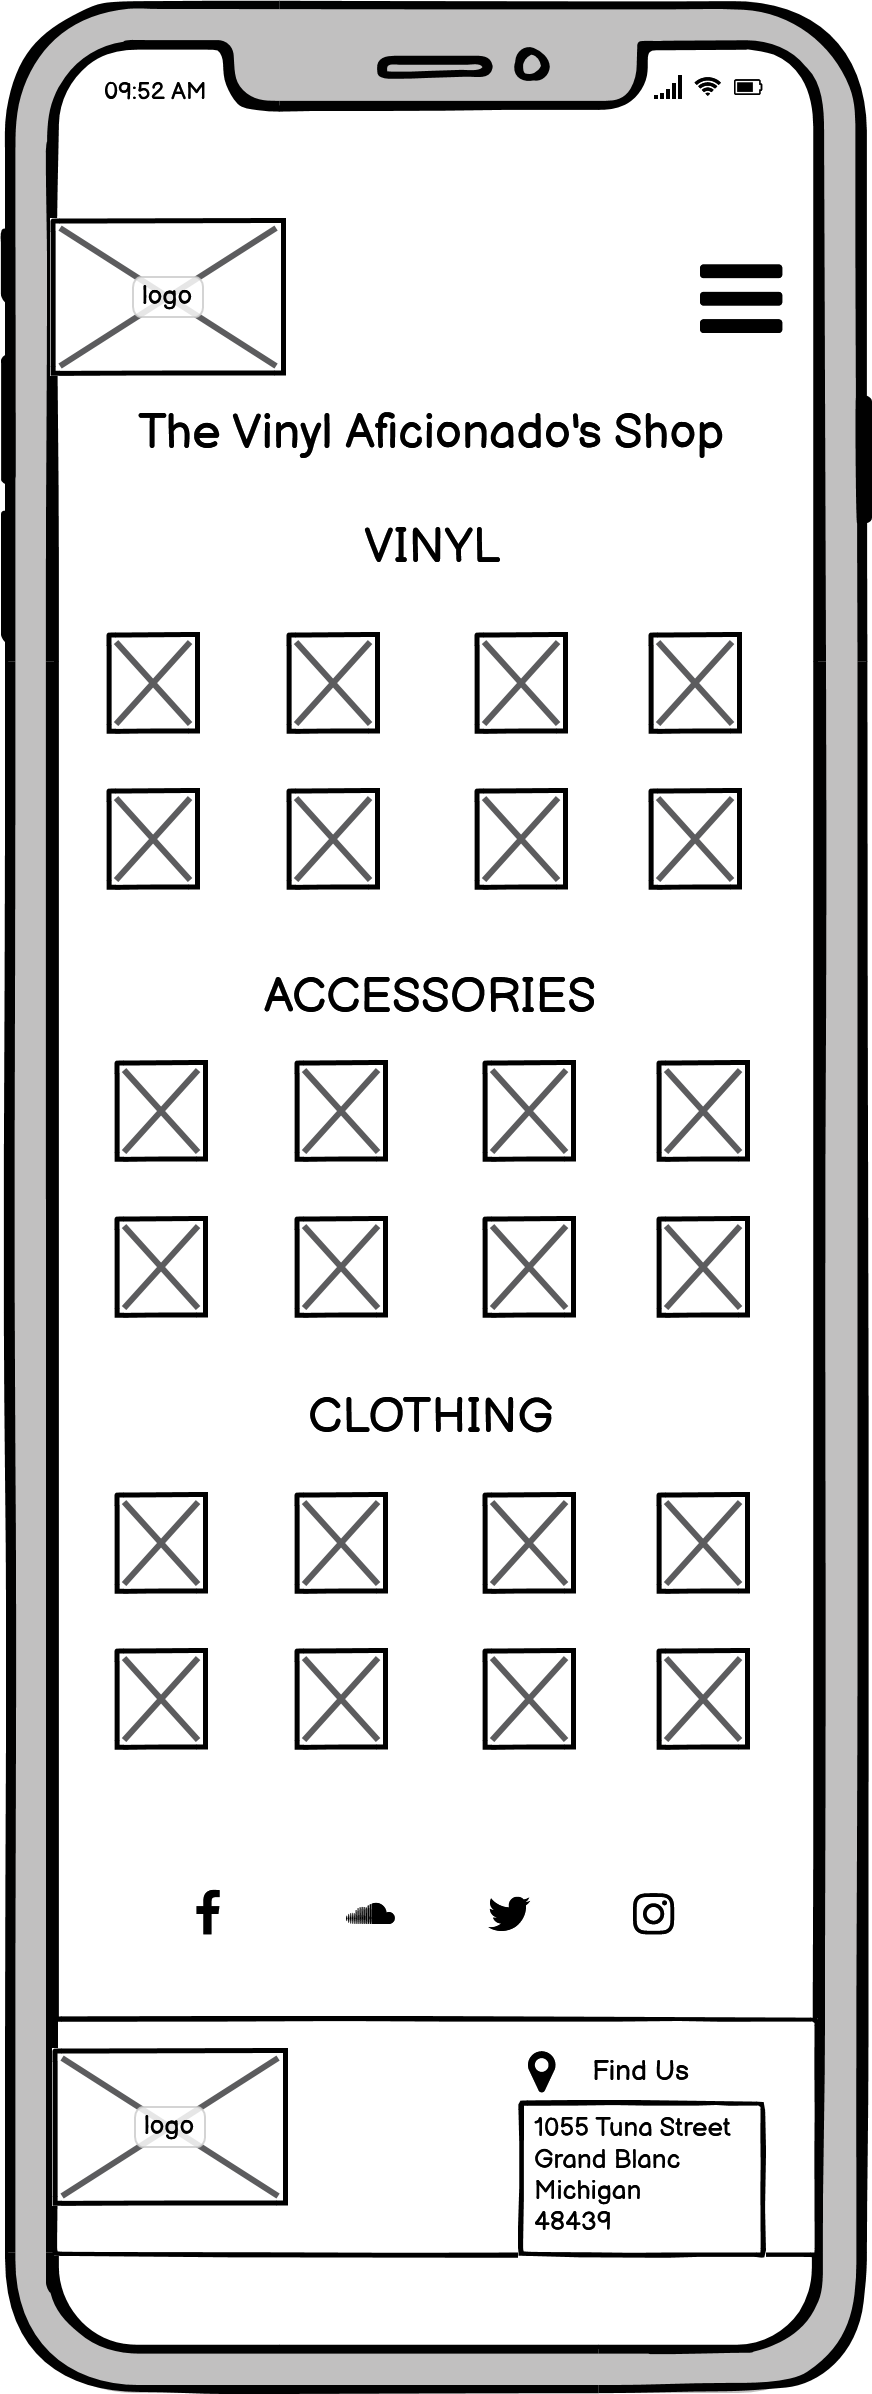 09:52 AM
logo
The Vinyl Aficionado's Shop
VINYL
ACCESSORIES
CLOTHING
Find Us
logo
1055 Tuna Street
Grand Blanc
Michigan
48439